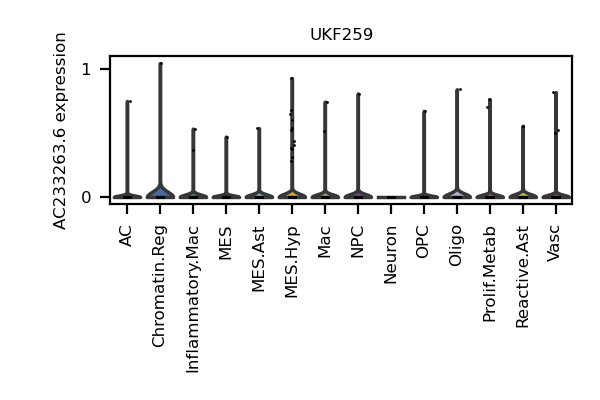 UKF259
AC233263.6 expression
1
0
AC
Chromatin.Reg
Inflammatory.Mac
MES
MES.Ast
MES.Hyp
Mac
NPC
Neuron
OPC
Oligo
Prolif.Metab
Reactive.Ast
Vasc